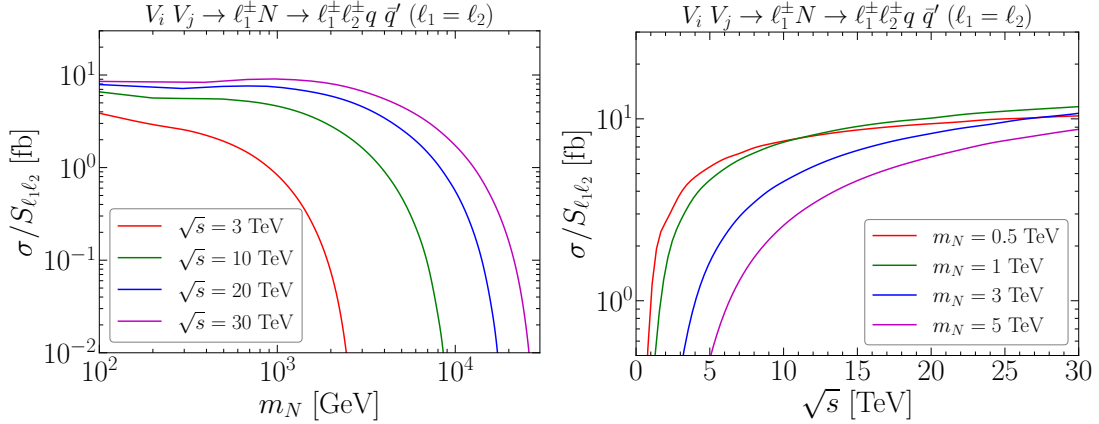 V_i V_j → ℓ_1^± N → ℓ_1^± ℓ_2^± q q̄′ (ℓ_1 = ℓ_2)
σ/S_{ℓ_1ℓ_2} [fb]
10^1
10^0
10^{−1}
10^{−2}
√s = 3 TeV
√s = 10 TeV
√s = 20 TeV
√s = 30 TeV
10^2 10^3 10^4
m_N [GeV]
V_i V_j → ℓ_1^± N → ℓ_1^± ℓ_2^± q q̄′ (ℓ_1 = ℓ_2)
σ/S_{ℓ_1ℓ_2} [fb]
10^1
10^0
m_N = 0.5 TeV
m_N = 1 TeV
m_N = 3 TeV
m_N = 5 TeV
0 5 10 15 20 25 30
√s [TeV]